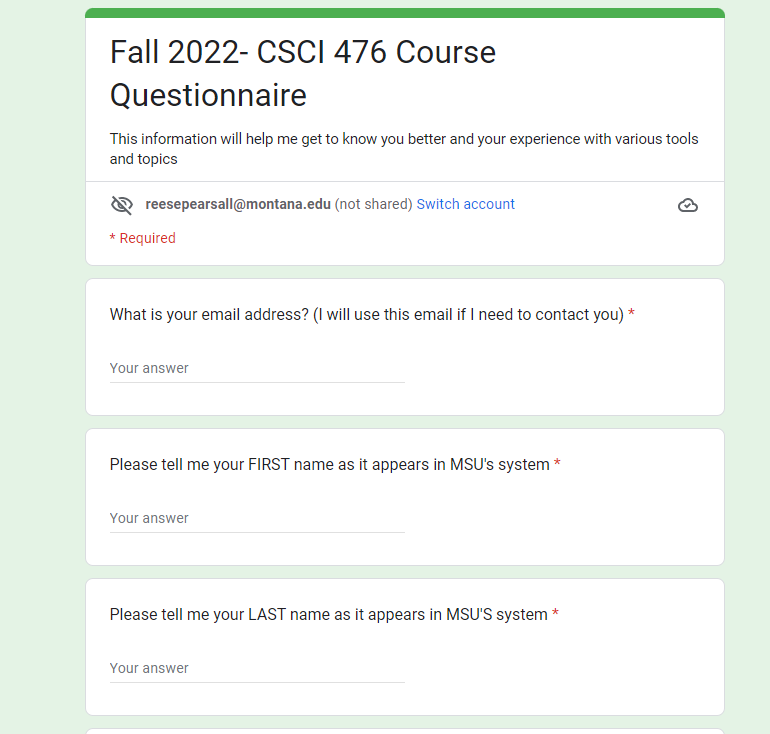 Fall 2022- CSCI 476 Course
Questionnaire
This information will help me get to know you better and your experience with various tools
and topics
reesepearsall@montana.edu (not shared) Switch account
* Required
What is your email address? (I will use this email if I need to contact you) *
Your answer
Please tell me your FIRST name as it appears in MSU's system *
Your answer
Please tell me your LAST name as it appears in MSU'S system *
Your answer